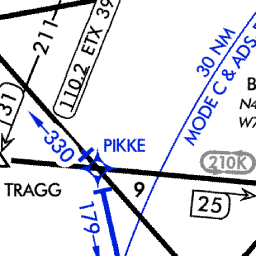 211
110.2 ETX 39
30 NM
MODE C & ADS
31
330
PIKKE
B
N4
W7
210K
TRAGG
9
25
179